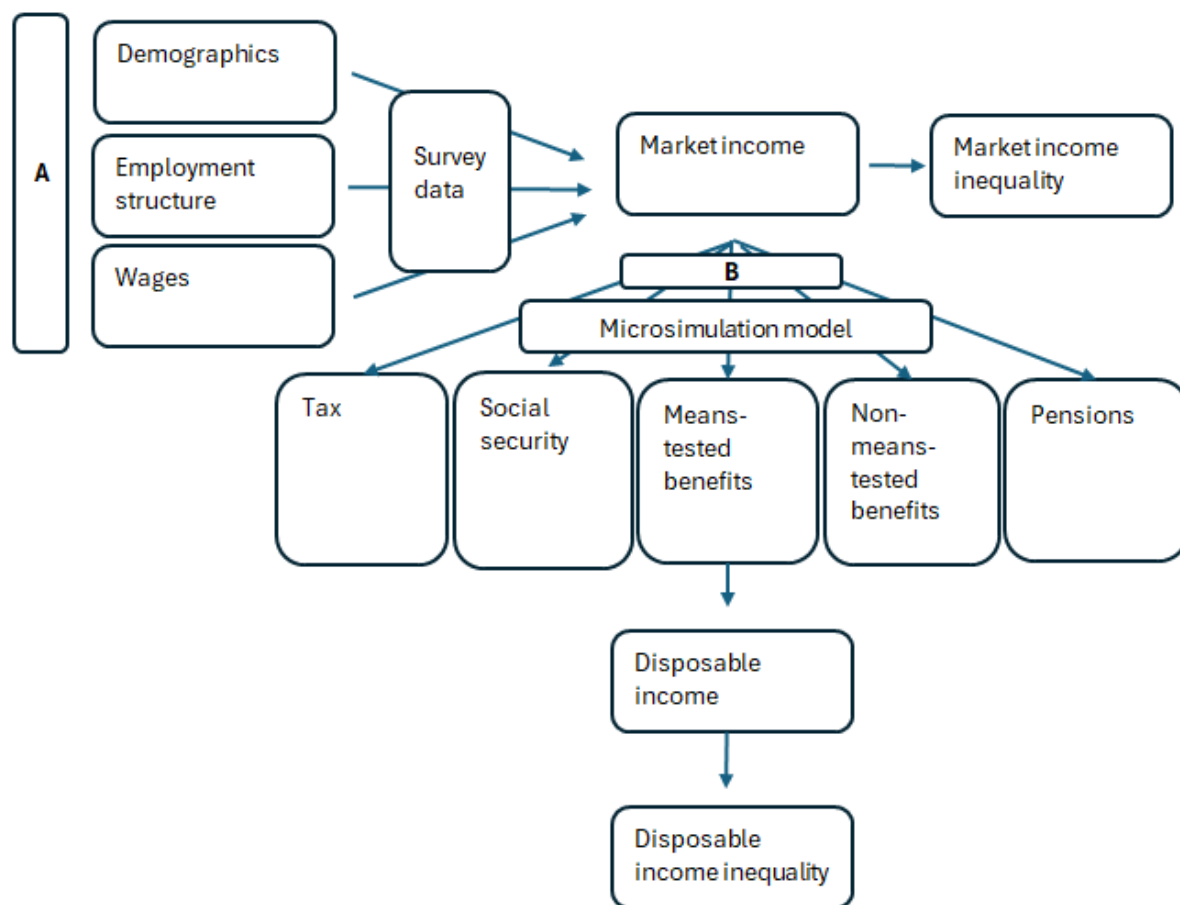 A
Demographics
Employment
structure
Wages
Survey
data
Market income
Market income
inequality
B
Microsimulation model
Tax
Social
security
Means-
tested
benefits
Non-
means-
tested
benefits
Pensions
Disposable
income
Disposable
income inequality